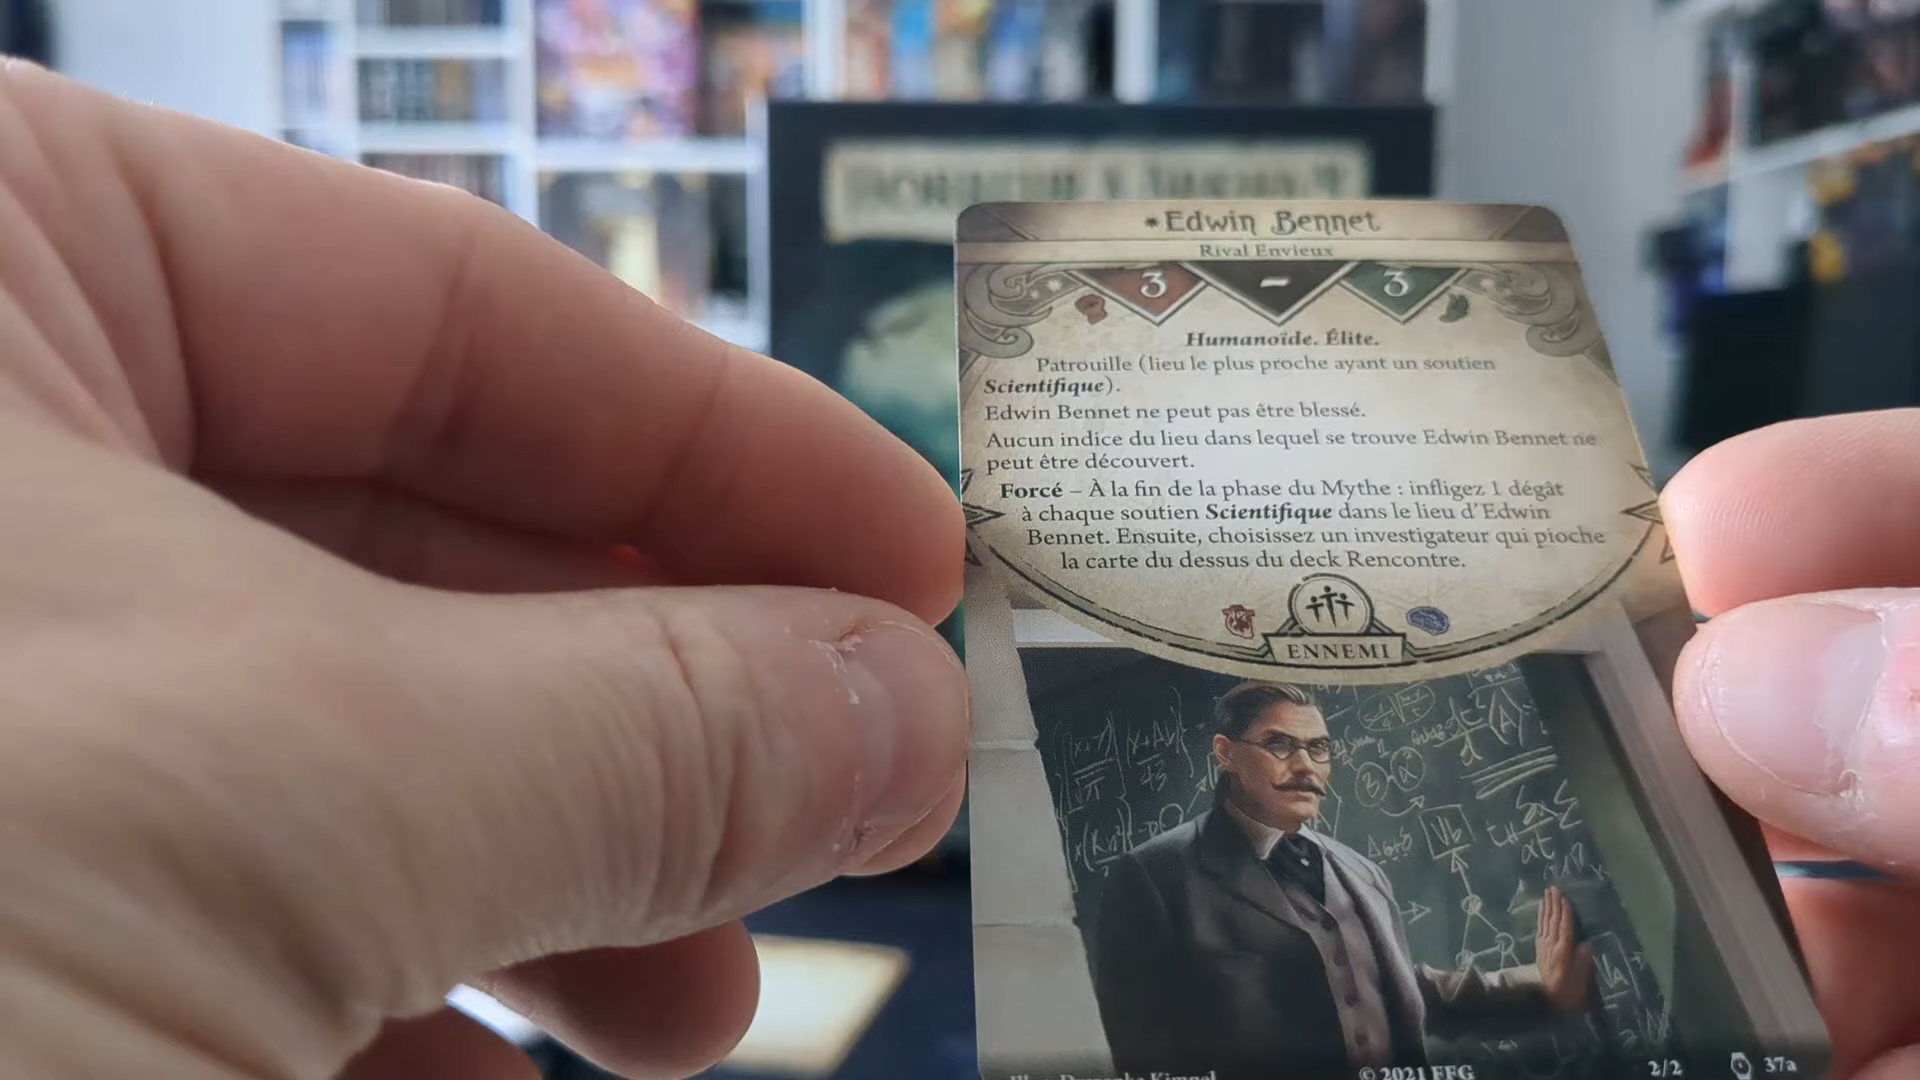 *Edwin Bennet
Rival Envieux
3 – 3
Humanoïde. Élite.
Patrouille (lieu le plus proche ayant un soutien
Scientifique).
Edwin Bennet ne peut pas être blessé.
Aucun indice du lieu dans lequel se trouve Edwin Bennet ne
peut être découvert.
Forcé – À la fin de la phase du Mythe : infligez 1 dégât
à chaque soutien Scientifique dans le lieu d'Edwin
Bennet. Ensuite, choisissez un investigateur qui pioche
la carte du dessus du deck Rencontre.
ENNEMI
© 2021 FFG
2/2
37a